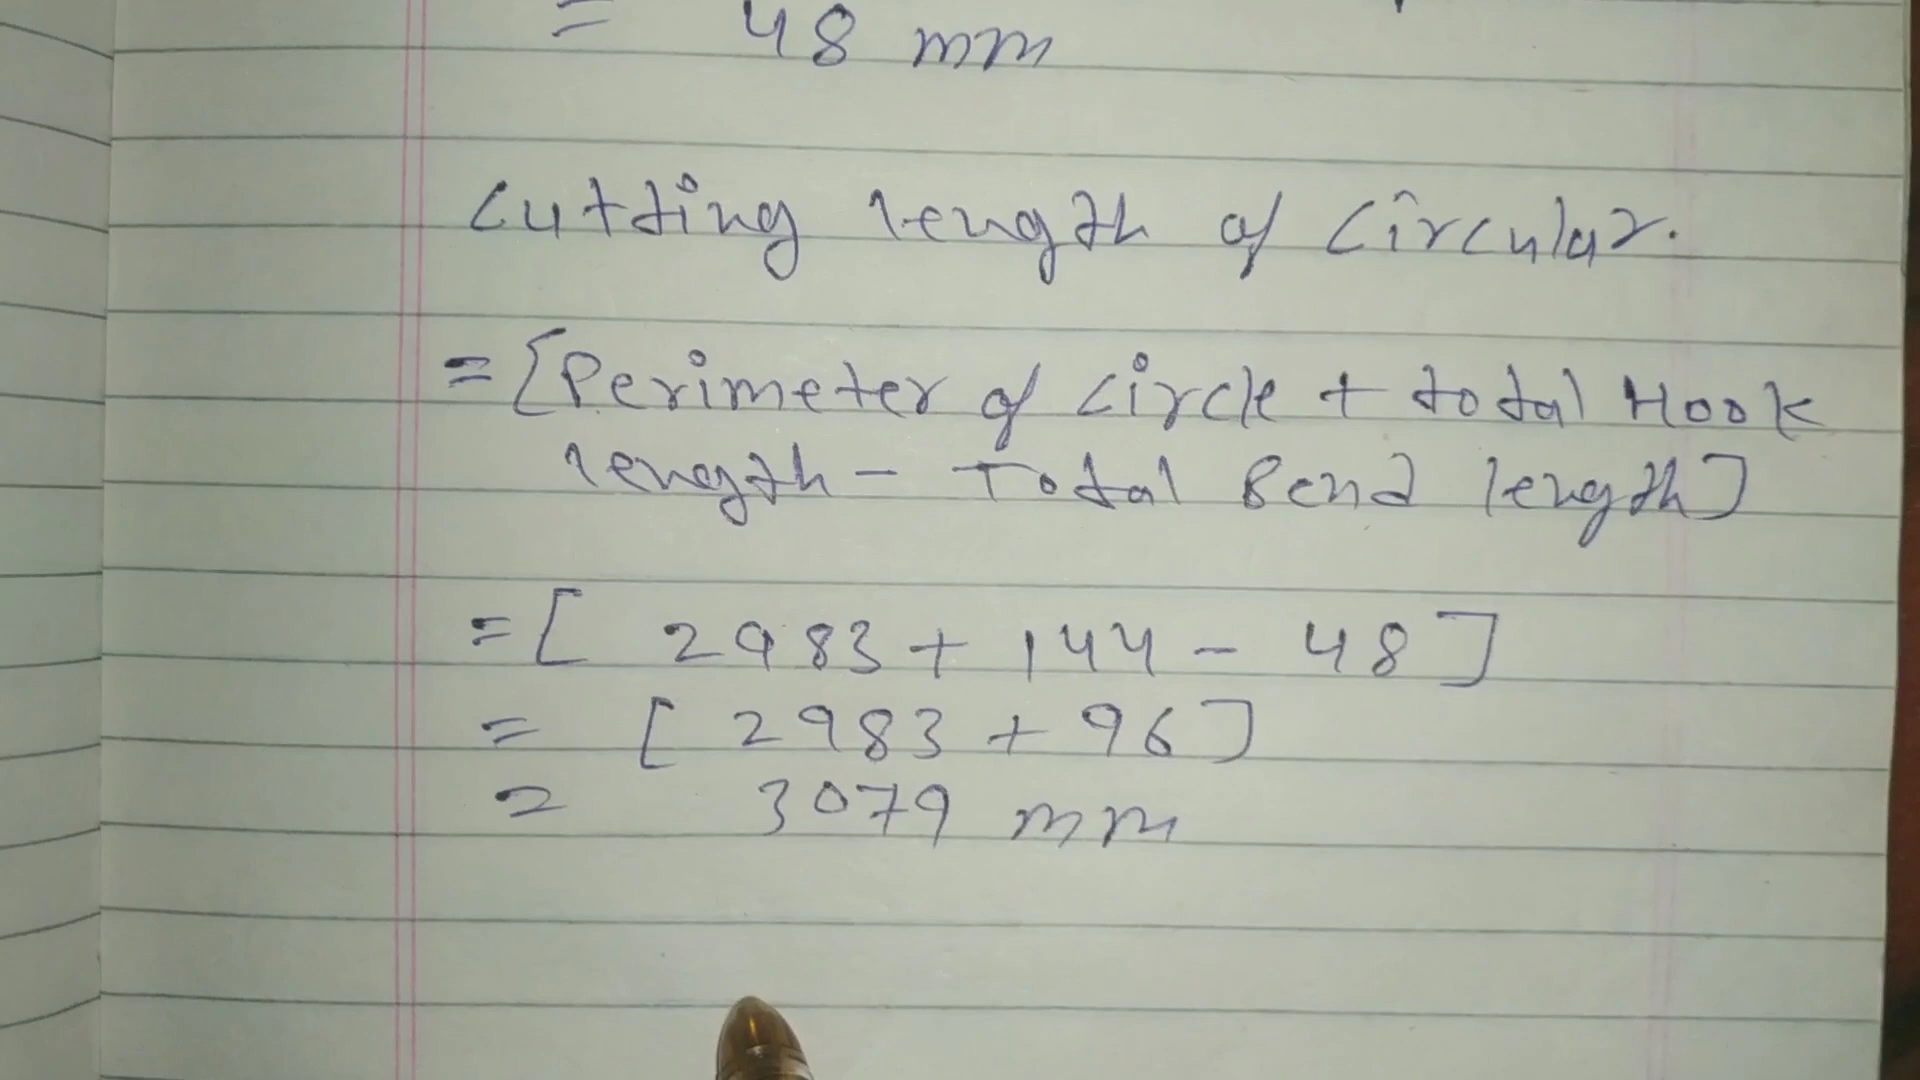 = 48 mm
Cutting length of Circular.
= [Perimeter of circle + total Hook
length - Total Bend length]
= [ 2983 + 144 - 48 ]
= [ 2983 + 96 ]
= 3079 mm